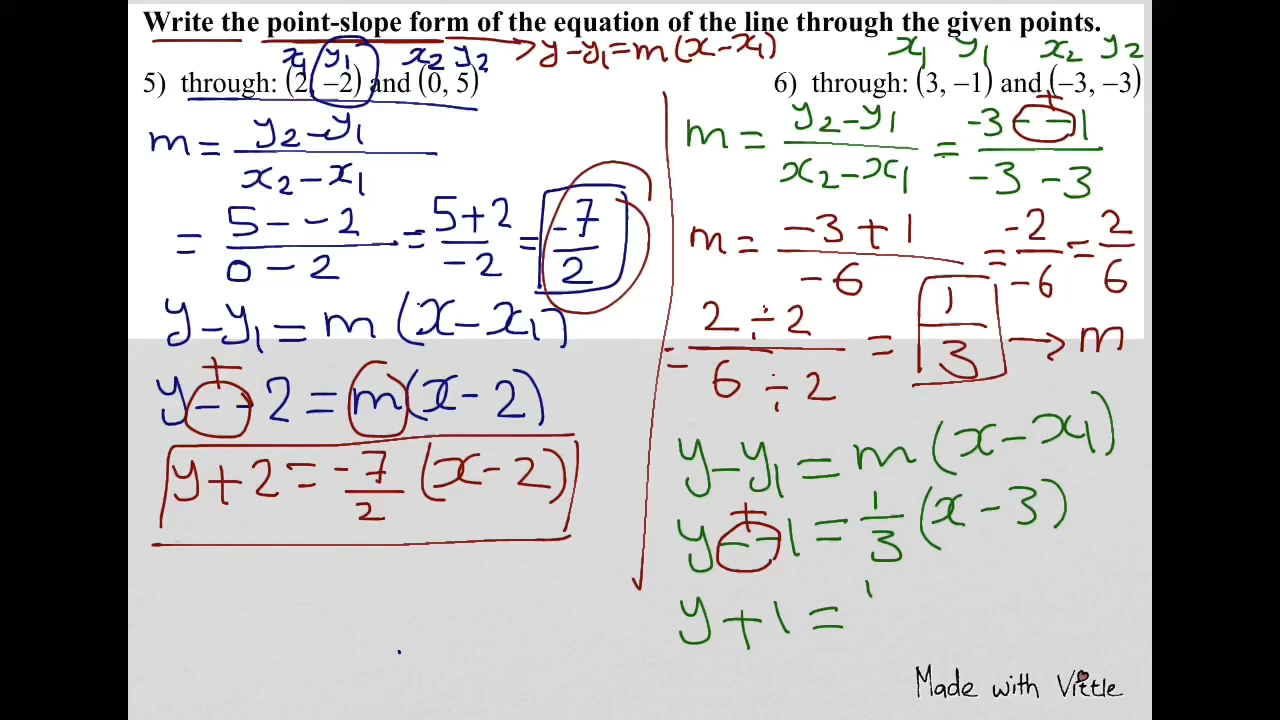 Write the point-slope form of the equation of the line through the given points.
→ y-y₁=m(x-x₁)
x₁ y₁ x₂ y₂
5) through: (2, −2) and (0, 5)
m = y₂-y₁ / x₂-x₁
= 5--2 / 0-2 = 5+2 / -2 = -7/2
y-y₁ = m (x-x₁)
+
y--2 = m(x-2)
y+2 = -7/2 (x-2)
x₁ y₁ x₂ y₂
6) through: (3, −1) and (−3, −3)
+
m = y₂-y₁ / x₂-x₁ = -3--1 / -3-3
m = -3+1 / -6 = -2/-6 = 2/6
= 2÷2 / 6÷2 = 1/3 → m
y-y₁ = m (x-x₁)
+
y--1 = 1/3 (x-3)
y+1 =
Made with Vittle